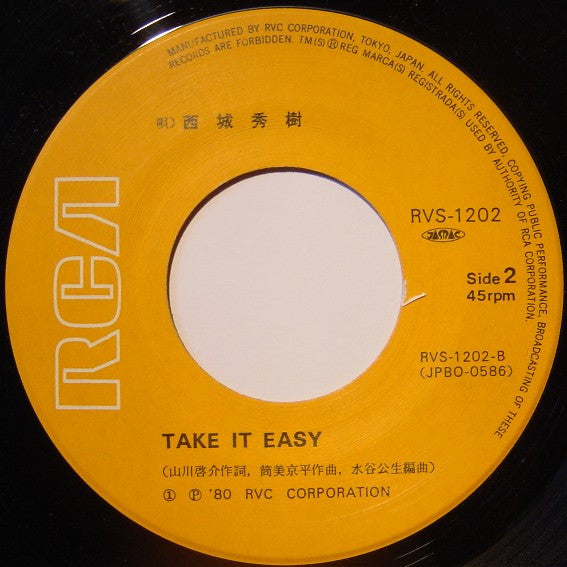 MANUFACTURED BY RVC CORPORATION, TOKYO, JAPAN. ALL RIGHTS RESERVED. COPYING PUBLIC PERFORMANCE, BROADCASTING OF THESE
RECORDS ARE FORBIDDEN. TM(S)® REG MARCA(S) REGISTRADA(S) USED BY AUTHORITY OF RCA CORPORATION.
唄) 西城秀樹
RCA
RVS-1202
JASRAC
Side 2
45rpm
RVS-1202-B
(JPBO-0586)
TAKE IT EASY
(山川啓介作詞, 筒美京平作曲, 水谷公生編曲)
① Ⓟ '80 RVC CORPORATION